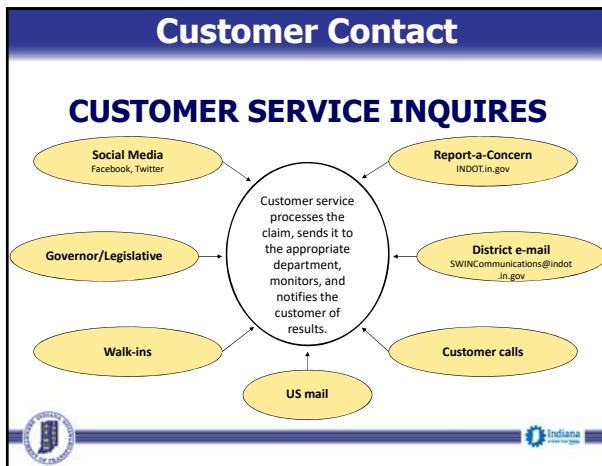 Customer Contact
CUSTOMER SERVICE INQUIRES
Social Media
Facebook, Twitter
Report-a-Concern
INDOT.in.gov
Customer service
processes the
claim, sends it to
the appropriate
department,
monitors, and
notifies the
customer of
results.
Governor/Legislative
District e-mail
SWINCommunications@indot
.in.gov
Walk-ins
Customer calls
US mail
Indiana